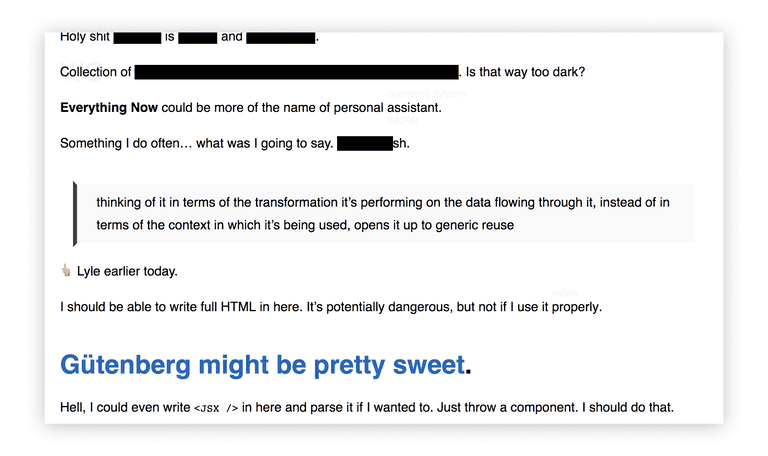 Holy shit is and .
Collection of . Is that way too dark?
operating system
Everything Now could be more of the name of personal assistant.
tracker
Something I do often… what was I going to say. sh.
thinking of it in terms of the transformation it’s performing on the data flowing through it, instead of in
terms of the context in which it’s being used, opens it up to generic reuse
👆🏼 Lyle earlier today.
I should be able to write full HTML in here. It’s potentially dangerous, but not if I use it properly.
Gütenberg might be pretty sweet.
Hell, I could even write <JSX /> in here and parse it if I wanted to. Just throw a component. I should do that.